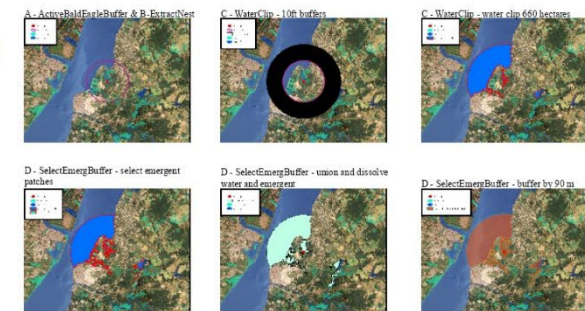 A - ActiveBaldEagleBuffer & B-ExtractNest
C - WaterClip - 10ft buffers
C - WaterClip - water clip 660 hectares
D - SelectEmergBuffer - select emergent
patches
D - SelectEmergBuffer - union and dissolve
water and emergent
D - SelectEmergBuffer - buffer by 90 m